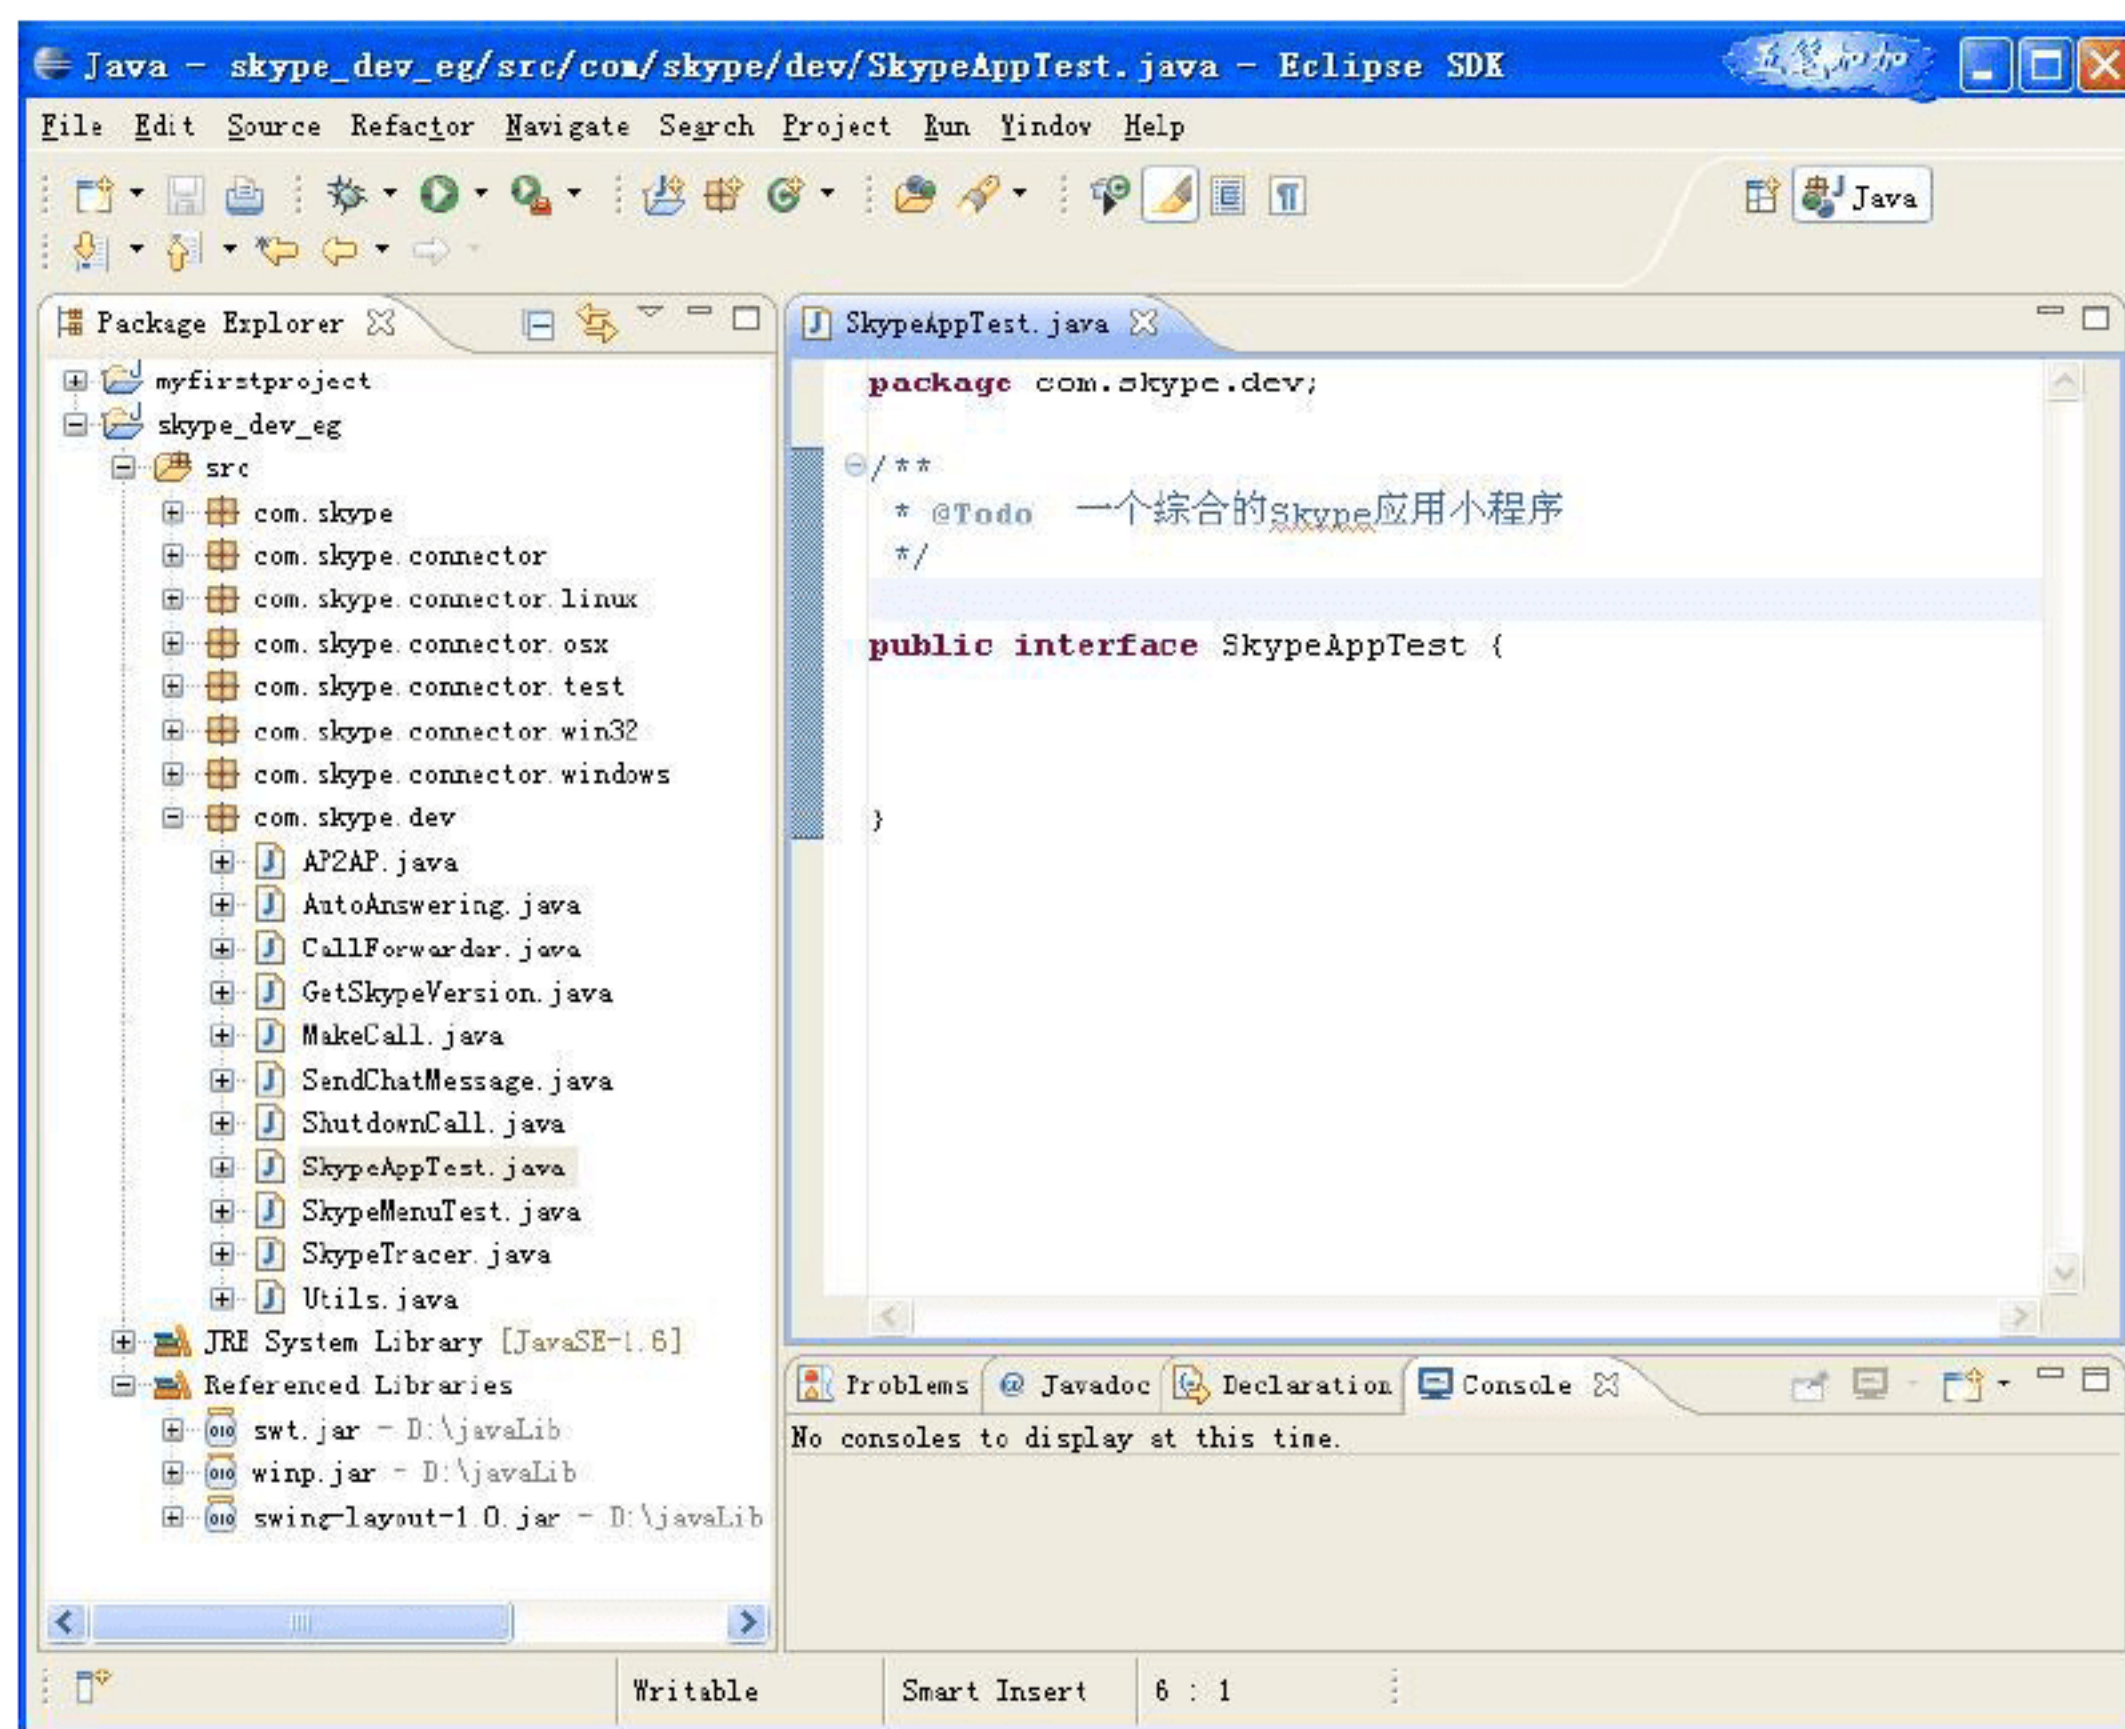 Java - skype_dev_eg/src/com/skype/dev/SkypeAppTest.java - Eclipse SDK
五笔加加
File Edit Source Refactor Navigate Search Project Run Window Help
Java
Package Explorer
myfirstproject
skype_dev_eg
src
com.skype
com.skype.connector
com.skype.connector.linux
com.skype.connector.osx
com.skype.connector.test
com.skype.connector.win32
com.skype.connector.windows
com.skype.dev
AP2AP.java
AutoAnswering.java
CallForwarder.java
GetSkypeVersion.java
MakeCall.java
SendChatMessage.java
ShutdownCall.java
SkypeAppTest.java
SkypeMenuTest.java
SkypeTracer.java
Utils.java
JRE System Library [JavaSE-1.6]
Referenced Libraries
swt.jar - D:\javaLib
winp.jar - D:\javaLib
swing-layout-1.0.jar - D:\javaLib
SkypeAppTest.java
package com.skype.dev;
/**
* @Todo 一个综合的Skype应用小程序
*/
public interface SkypeAppTest {
}
Problems @ Javadoc Declaration Console
No consoles to display at this time.
Writable Smart Insert 6 : 1